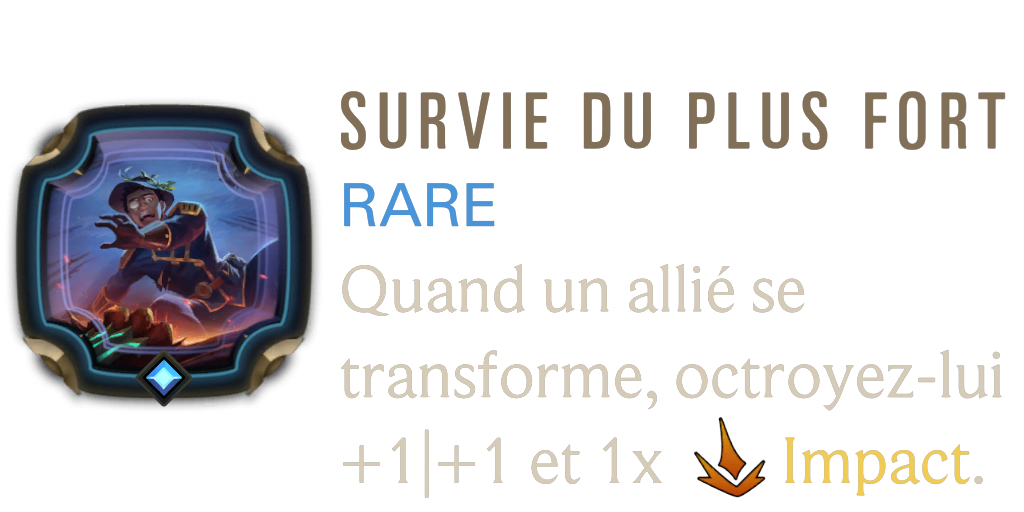 SURVIE DU PLUS FORT
RARE
Quand un allié se
transforme, octroyez-lui
+1|+1 et 1x Impact.